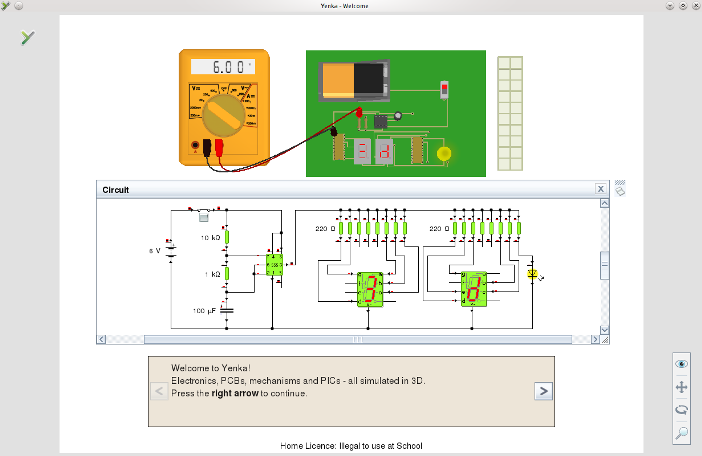 Yenka - Welcome
6.00
Circuit
X
6 V
10 kΩ
1 kΩ
100 µF
555
220 Ω
220 Ω
Welcome to Yenka!
Electronics, PCBs, mechanisms and PICs - all simulated in 3D.
Press the right arrow to continue.
Home Licence: Illegal to use at School